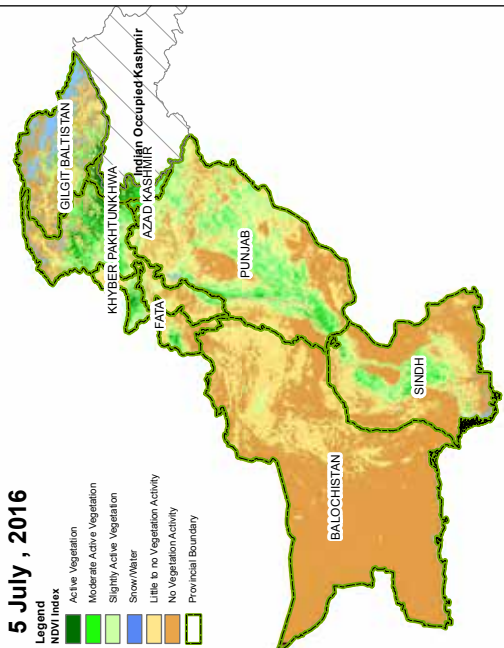 5 July , 2016
Legend
NDVI Index
Active Vegetation
Moderate Active Vegetation
Slightly Active Vegetation
Snow/Water
Little to no Vegetation Activity
No Vegetation Activity
Provincial Boundary
GILGIT BALTISTAN
KHYBER PAKHTUNKHWA
Indian Occupied Kashmir
AZAD KASHMIR
FATA
PUNJAB
BALOCHISTAN
SINDH